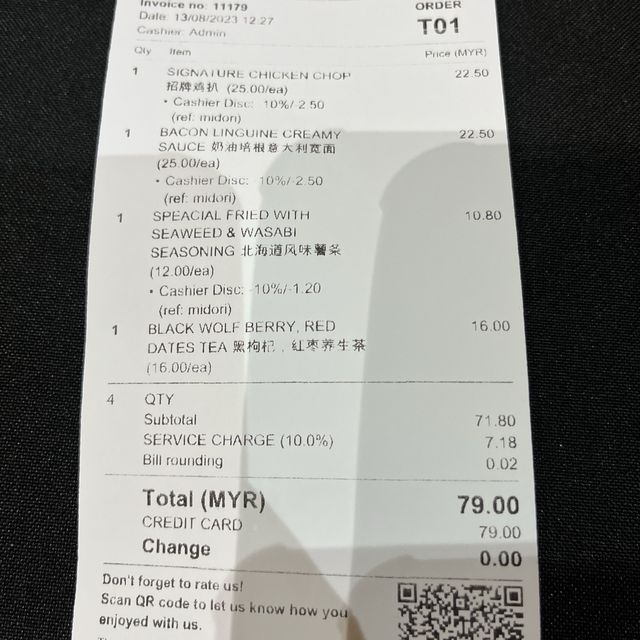 Invoice no: 11179
ORDER
Date: 13/08/2023 12:27
T01
Cashier: Admin
Qty Item Price (MYR)
1 SIGNATURE CHICKEN CHOP 22.50
招牌鸡扒 (25.00/ea)
• Cashier Disc: -10%/-2.50
(ref: midori)
1 BACON LINGUINE CREAMY 22.50
SAUCE 奶油培根意大利宽面
(25.00/ea)
• Cashier Disc: -10%/-2.50
(ref: midori)
1 SPEACIAL FRIED WITH 10.80
SEAWEED & WASABI
SEASONING 北海道风味薯条
(12.00/ea)
• Cashier Disc: -10%/-1.20
(ref: midori)
1 BLACK WOLF BERRY, RED 16.00
DATES TEA 黑枸杞，红枣养生茶
(16.00/ea)
4 QTY
Subtotal 71.80
SERVICE CHARGE (10.0%) 7.18
Bill rounding 0.02
Total (MYR) 79.00
CREDIT CARD 79.00
Change 0.00
Don't forget to rate us!
Scan QR code to let us know how you
enjoyed with us.